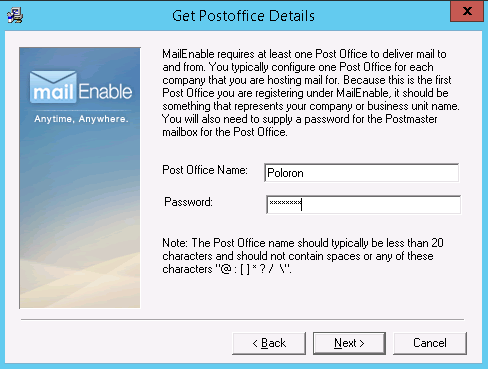 Get Postoffice Details
x
mail Enable
Anytime, Anywhere.
MailEnable requires at least one Post Office to deliver mail to
and from. You typically configure one Post Office for each
company that you are hosting mail for. Because this is the first
Post Office you are registering under MailEnable, it should be
something that represents your company or business unit name.
You will also need to supply a password for the Postmaster
mailbox for the Post Office.
Post Office Name: Poloron
Password: ********
Note: The Post Office name should typically be less than 20
characters and should not contain spaces or any of these
characters "@ : [ ] * ? / \".
< Back Next > Cancel